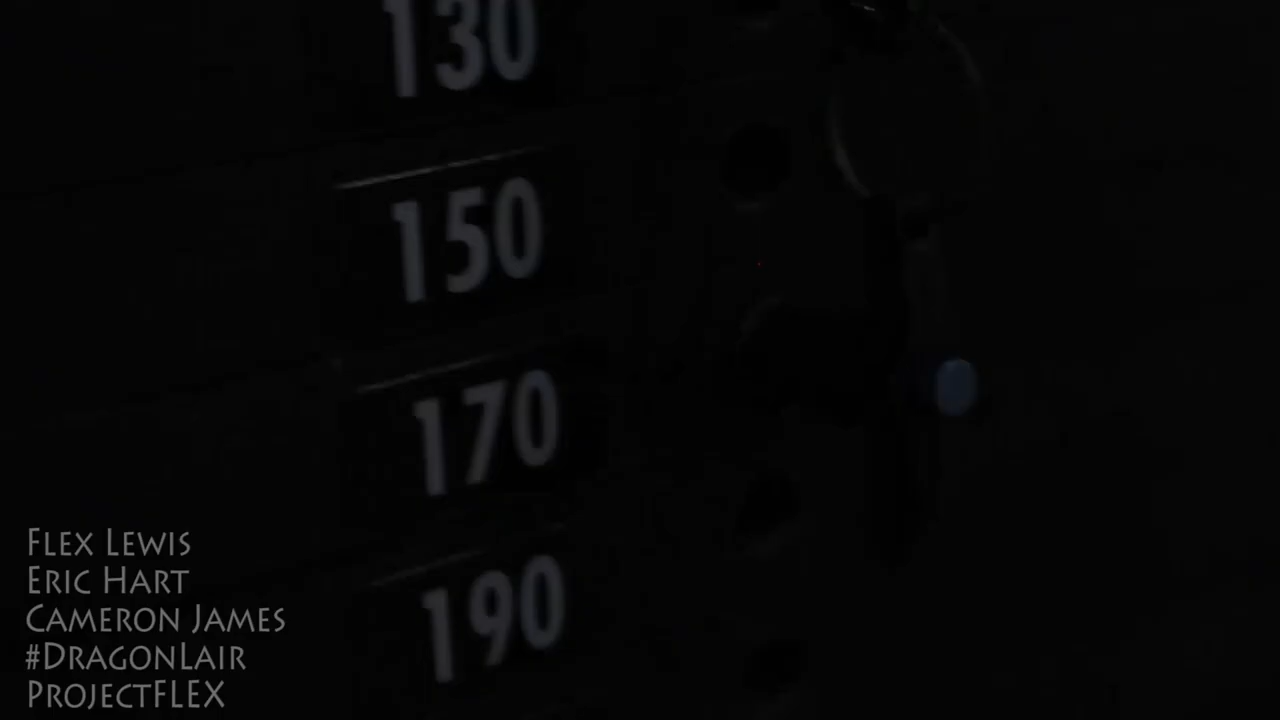 130
150
170
190
Flex Lewis
Eric Hart
Cameron James
#DragonLair
ProjectFLEX